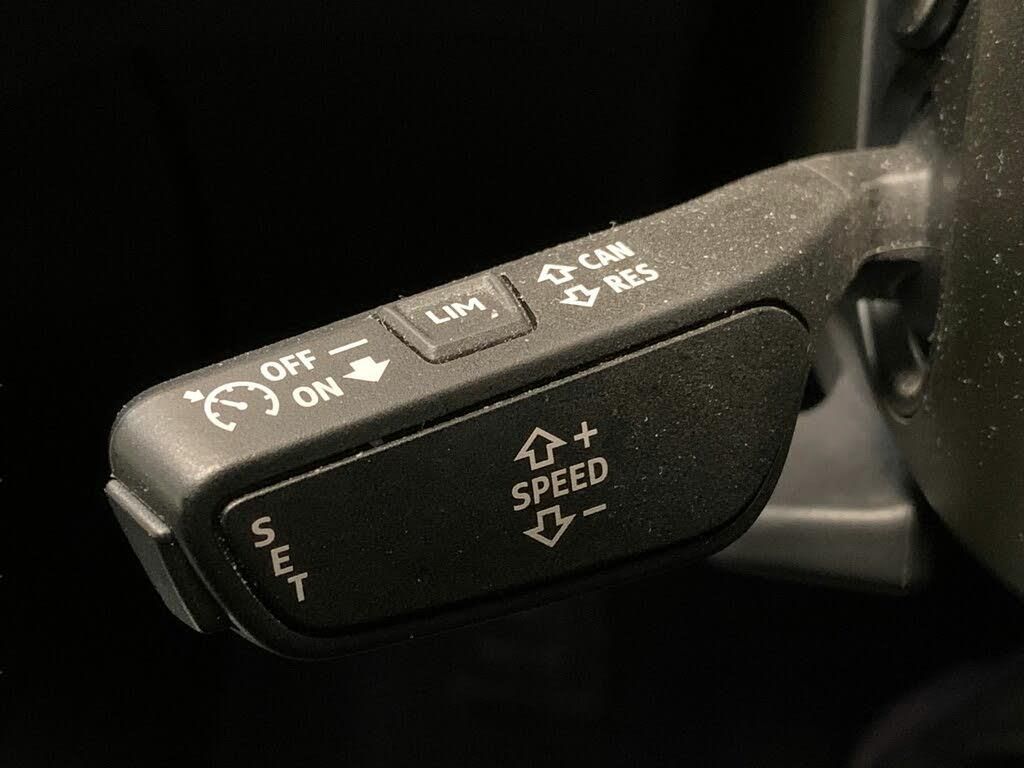 OFF –
ON
LIM
CAN
RES
+
SPEED
–
SET